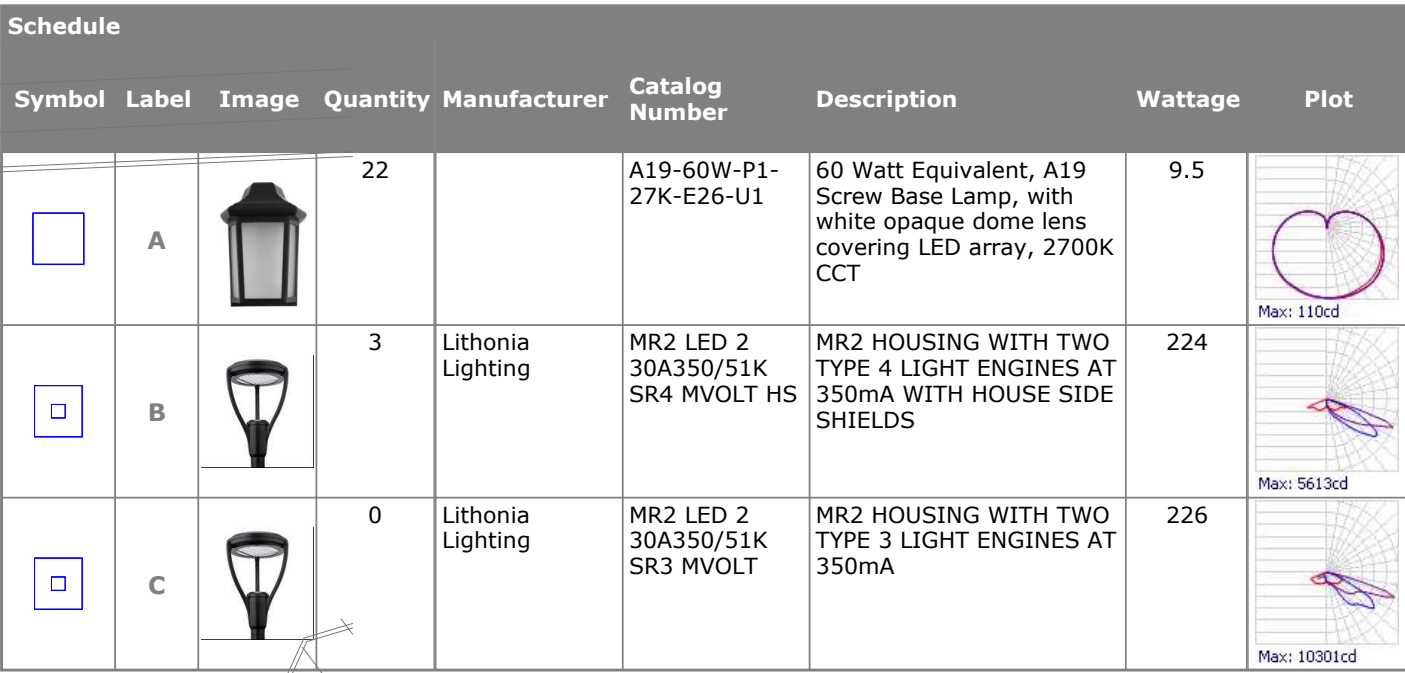 Schedule
Symbol Label Image Quantity Manufacturer Catalog Number Description Wattage Plot
A
22
A19-60W-P1-
27K-E26-U1
60 Watt Equivalent, A19
Screw Base Lamp, with
white opaque dome lens
covering LED array, 2700K
CCT
9.5
Max: 110cd
B
3
Lithonia
Lighting
MR2 LED 2
30A350/51K
SR4 MVOLT HS
MR2 HOUSING WITH TWO
TYPE 4 LIGHT ENGINES AT
350mA WITH HOUSE SIDE
SHIELDS
224
Max: 5613cd
C
0
Lithonia
Lighting
MR2 LED 2
30A350/51K
SR3 MVOLT
MR2 HOUSING WITH TWO
TYPE 3 LIGHT ENGINES AT
350mA
226
Max: 10301cd